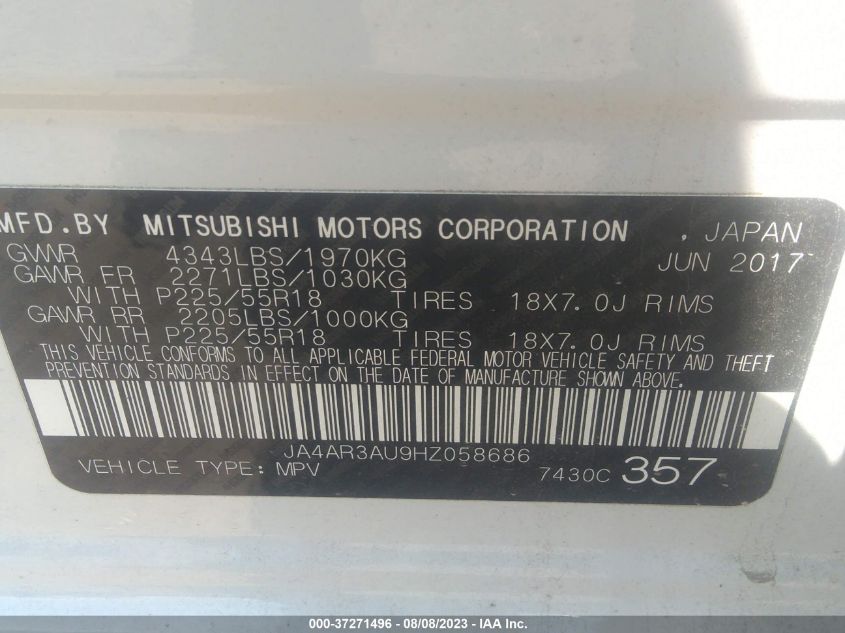 MFD.BY MITSUBISHI MOTORS CORPORATION , JAPAN
GVWR 4343LBS/1970KG JUN 2017
GAWR FR 2271LBS/1030KG
WITH P225/55R18 TIRES 18X7.0J RIMS
GAWR RR 2205LBS/1000KG
WITH P225/55R18 TIRES 18X7.0J RIMS
THIS VEHICLE CONFORMS TO ALL APPLICABLE FEDERAL MOTOR VEHICLE SAFETY AND THEFT
PREVENTION STANDARDS IN EFFECT ON THE DATE OF MANUFACTURE SHOWN ABOVE.
JA4AR3AU9HZ058686
VEHICLE TYPE: MPV 7430C 357
000-37271496 - 08/08/2023 - IAA Inc.